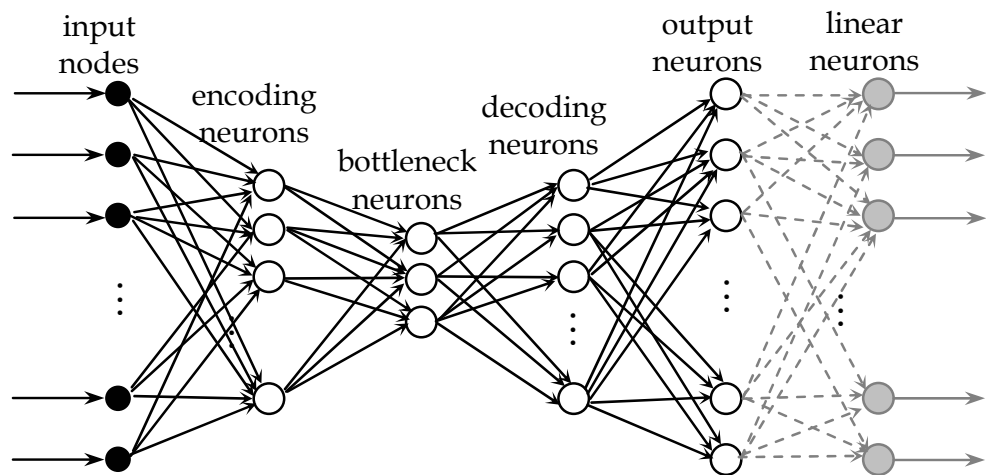 input
nodes
encoding
neurons
bottleneck
neurons
decoding
neurons
output
neurons
linear
neurons